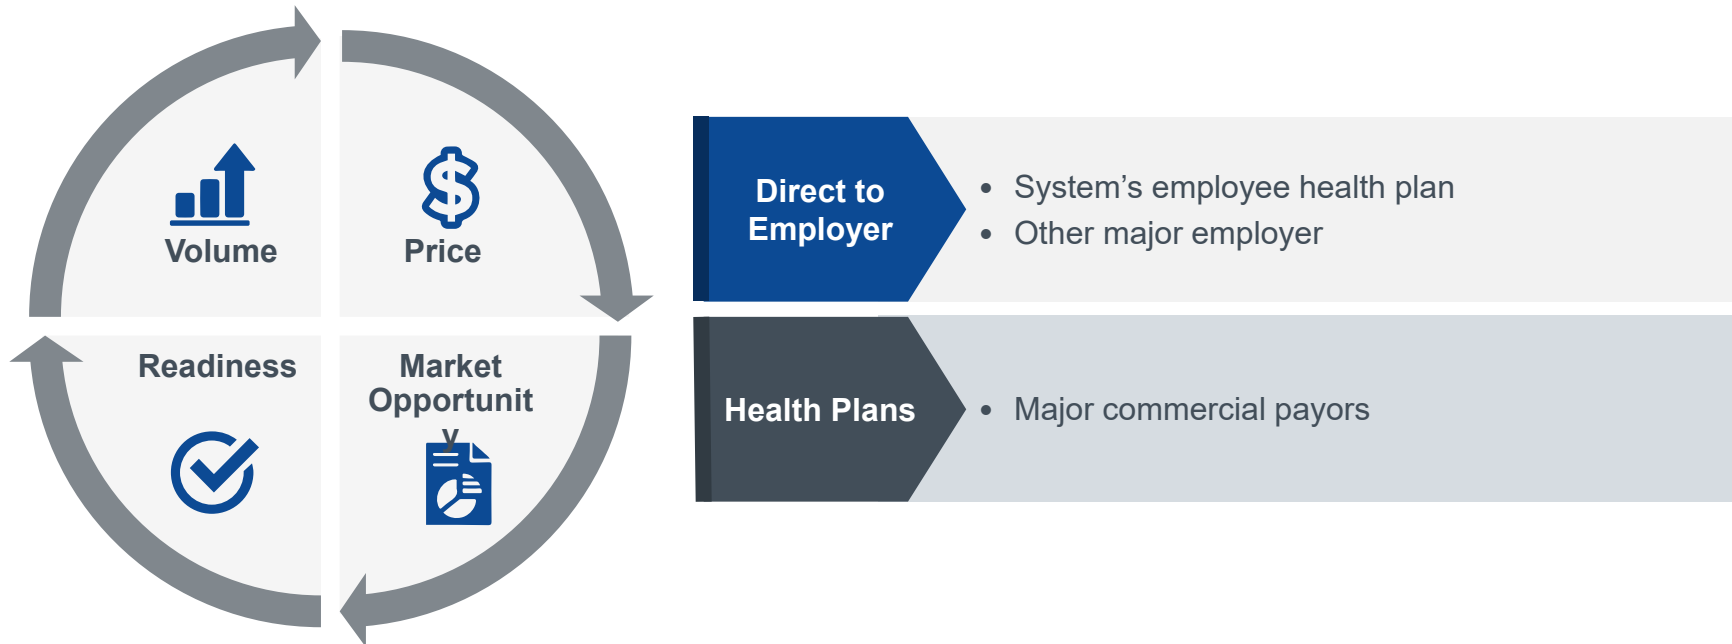 Volume
Price
Readiness
Market
Opportunit
y
Direct to
Employer
• System’s employee health plan
• Other major employer
Health Plans
• Major commercial payors